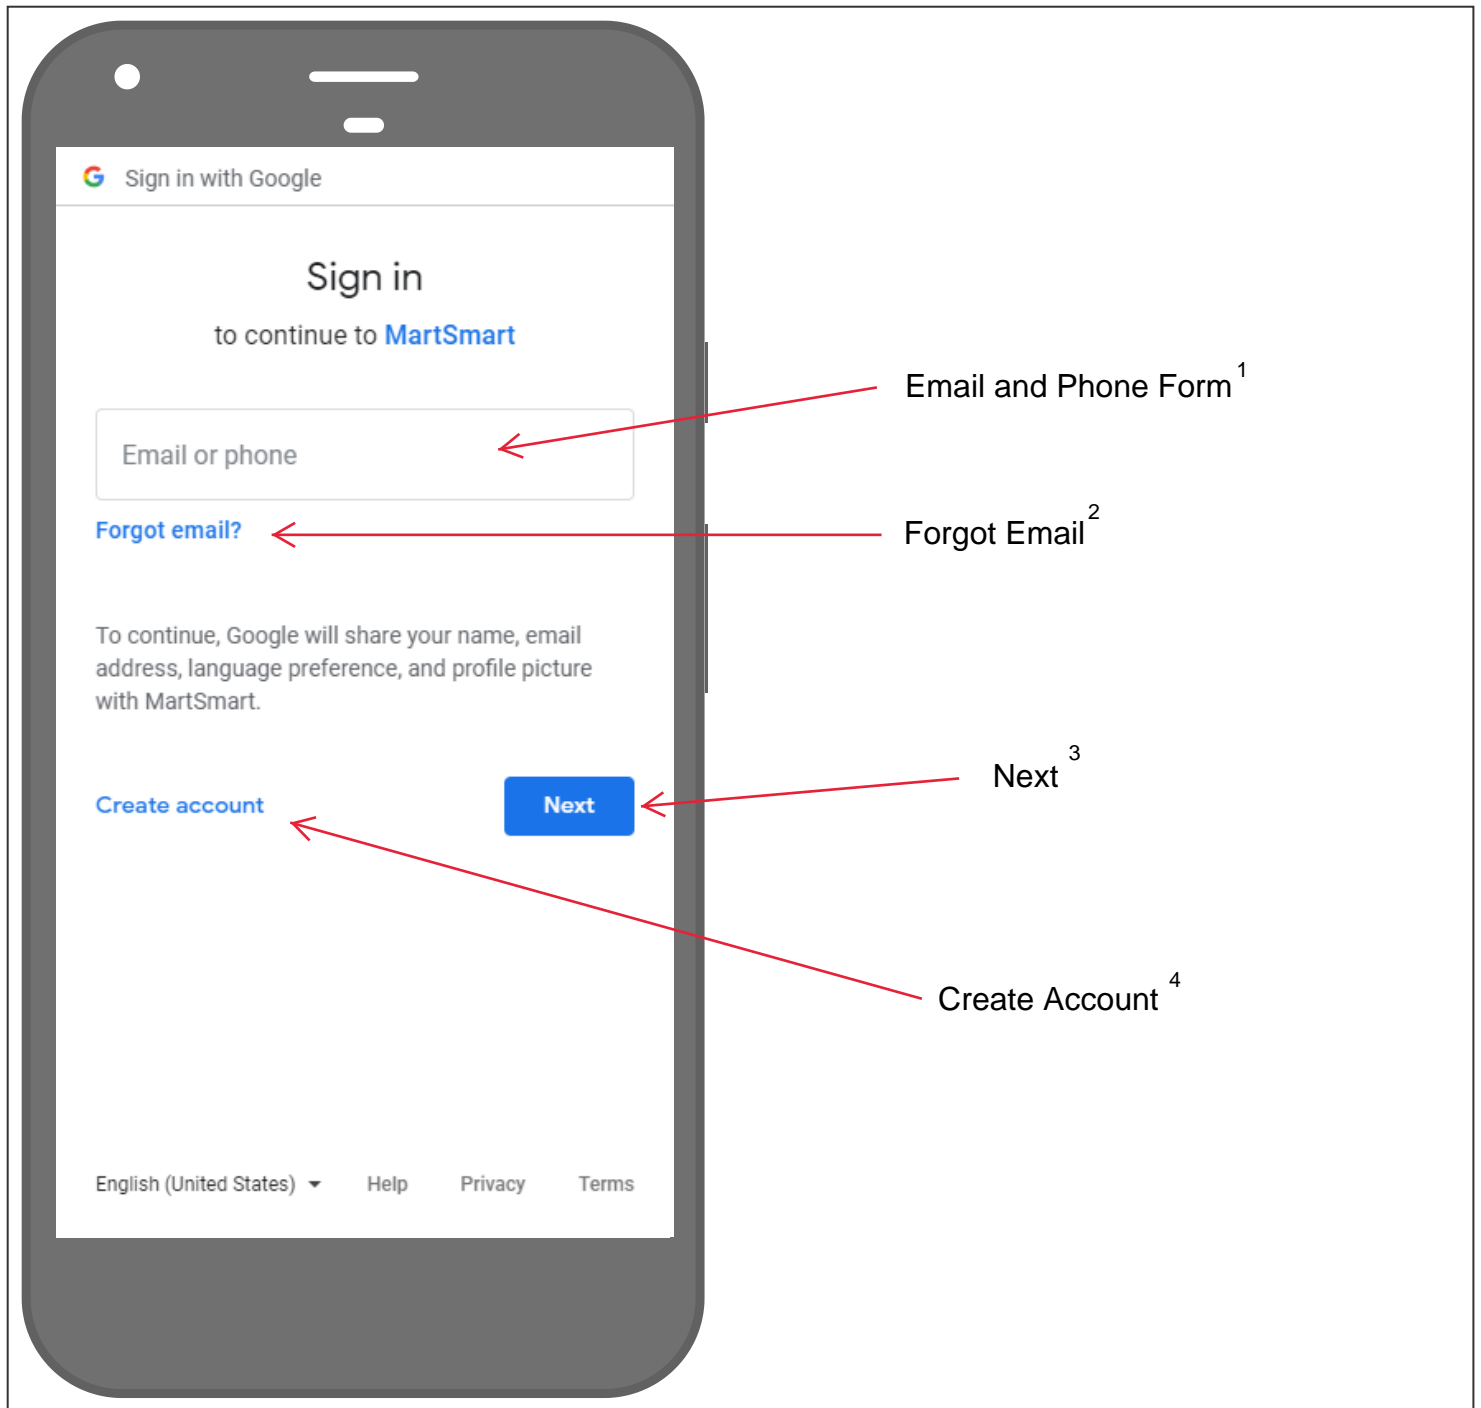 Sign in with Google
Sign in
to continue to MartSmart
Email or phone
Forgot email?
To continue, Google will share your name, email
address, language preference, and profile picture
with MartSmart.
Create account
Next
English (United States)
Help
Privacy
Terms
Email and Phone Form 1
Forgot Email 2
Next 3
Create Account 4